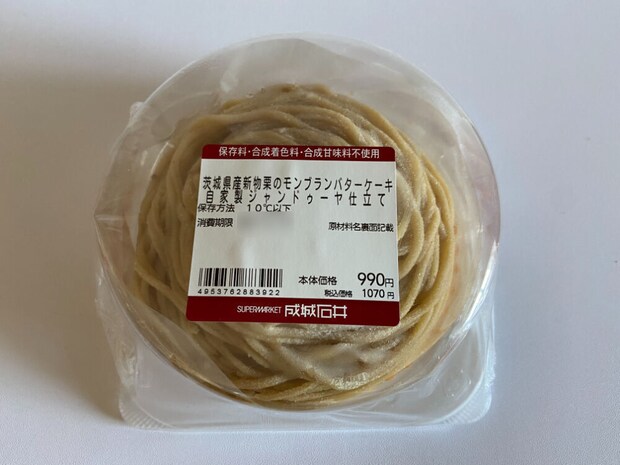 保存料・合成着色料・合成甘味料不使用
茨城県産新物栗のモンブランバターケーキ
自家製ジャンドゥーヤ仕立て
保存方法 10℃以下
消費期限 原材料名裏面記載
本体価格 990円
税込価格 1070円
4953762883922
SUPERMARKET 成城石井